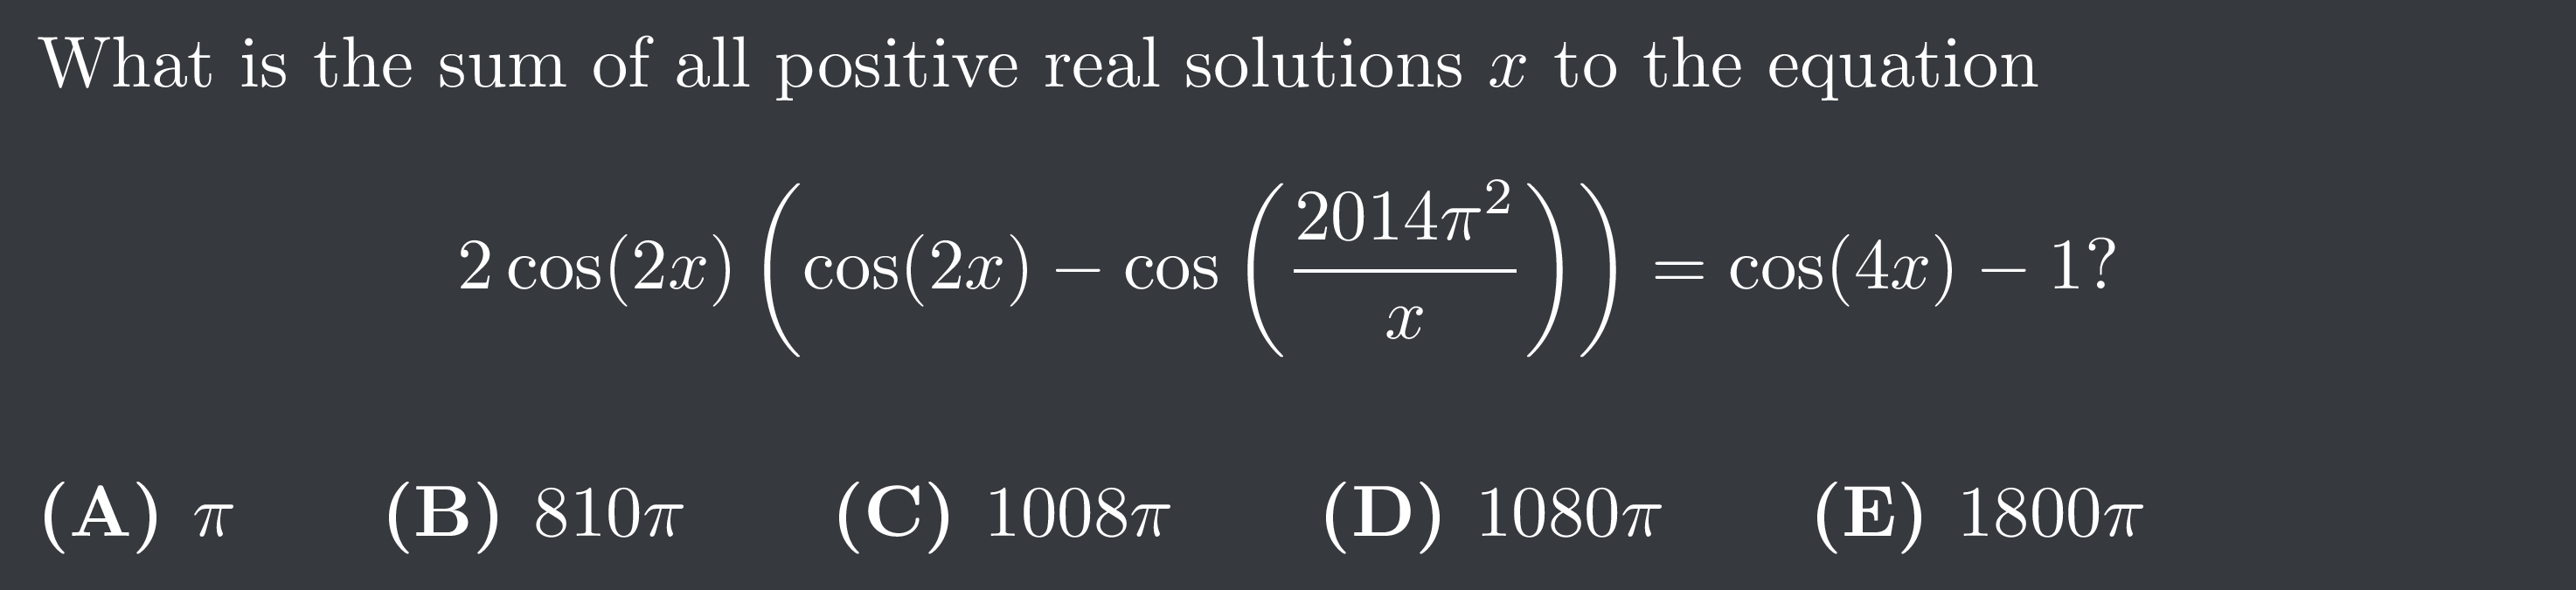 What is the sum of all positive real solutions x to the equation
2 cos(2x) (cos(2x) − cos (2014π²/x)) = cos(4x) − 1?
(A) π (B) 810π (C) 1008π (D) 1080π (E) 1800π